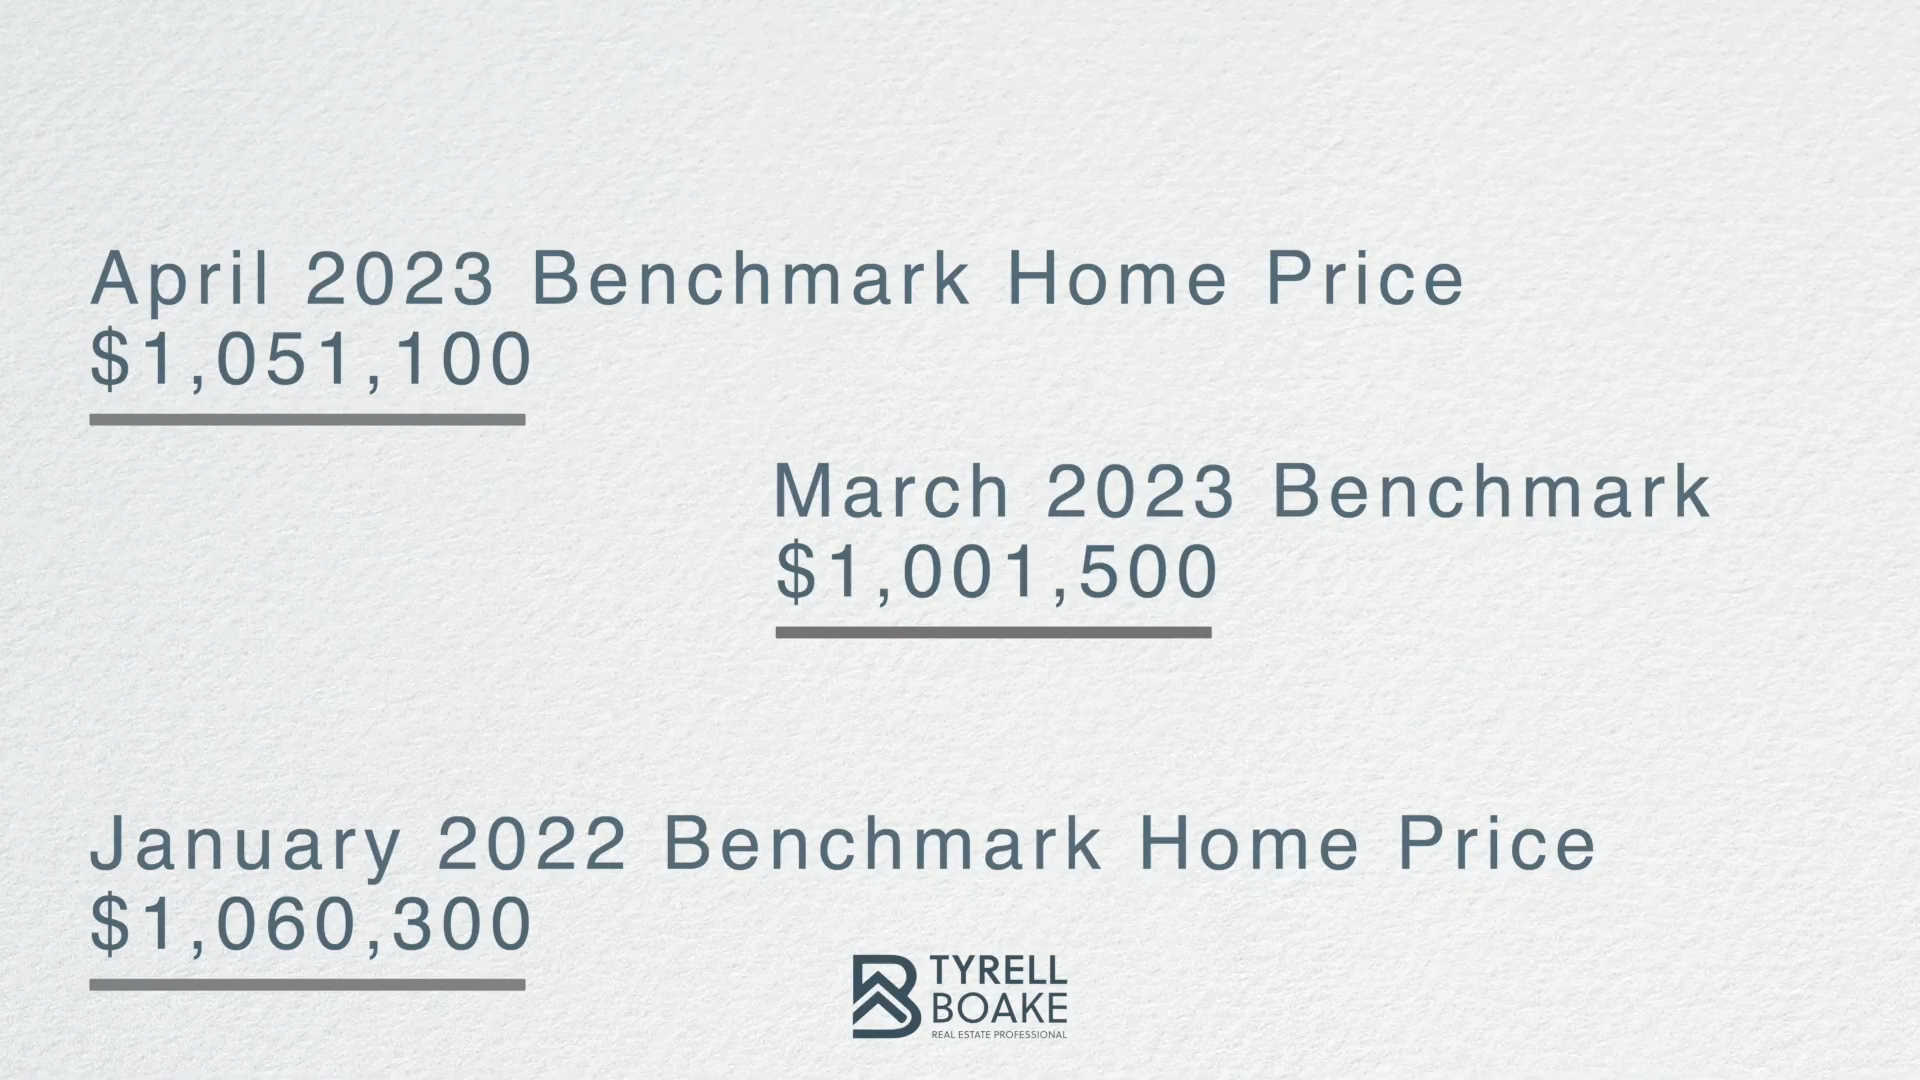 April 2023 Benchmark Home Price
$1,051,100
March 2023 Benchmark
$1,001,500
January 2022 Benchmark Home Price
$1,060,300
TYRELL
BOAKE
REAL ESTATE PROFESSIONAL